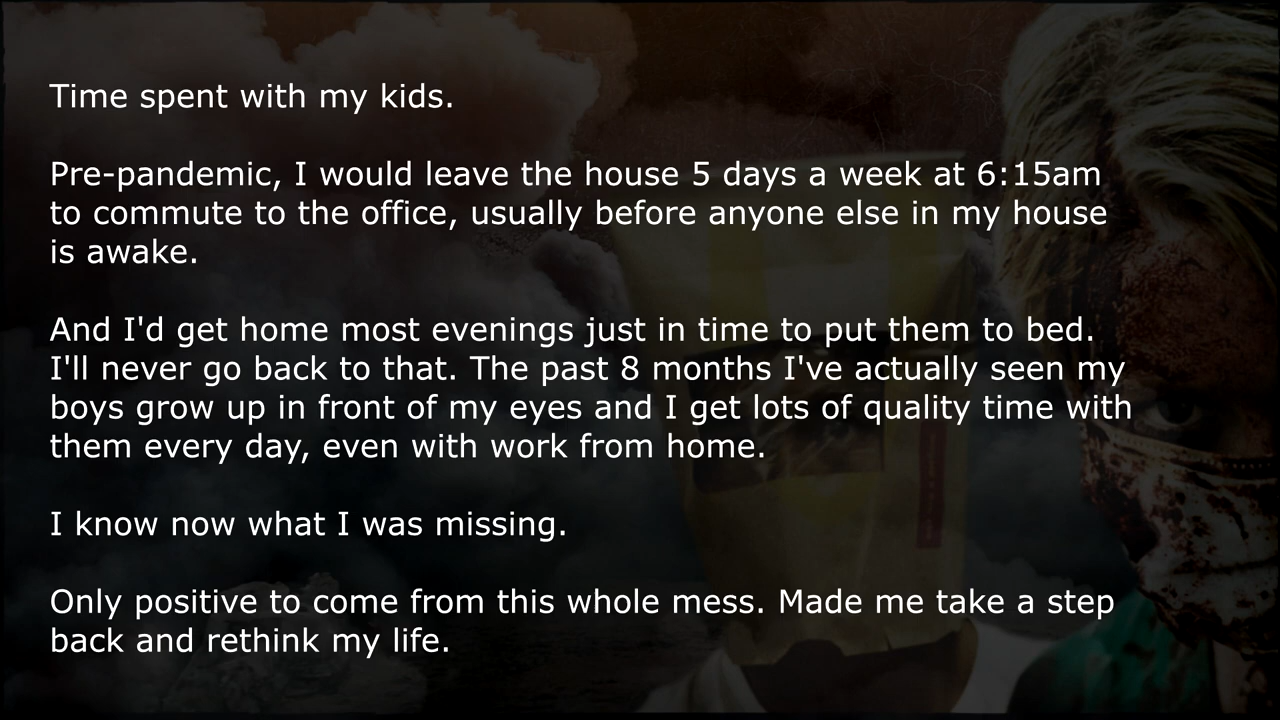 Time spent with my kids.
Pre-pandemic, I would leave the house 5 days a week at 6:15am
to commute to the office, usually before anyone else in my house
is awake.
And I'd get home most evenings just in time to put them to bed.
I'll never go back to that. The past 8 months I've actually seen my
boys grow up in front of my eyes and I get lots of quality time with
them every day, even with work from home.
I know now what I was missing.
Only positive to come from this whole mess. Made me take a step
back and rethink my life.